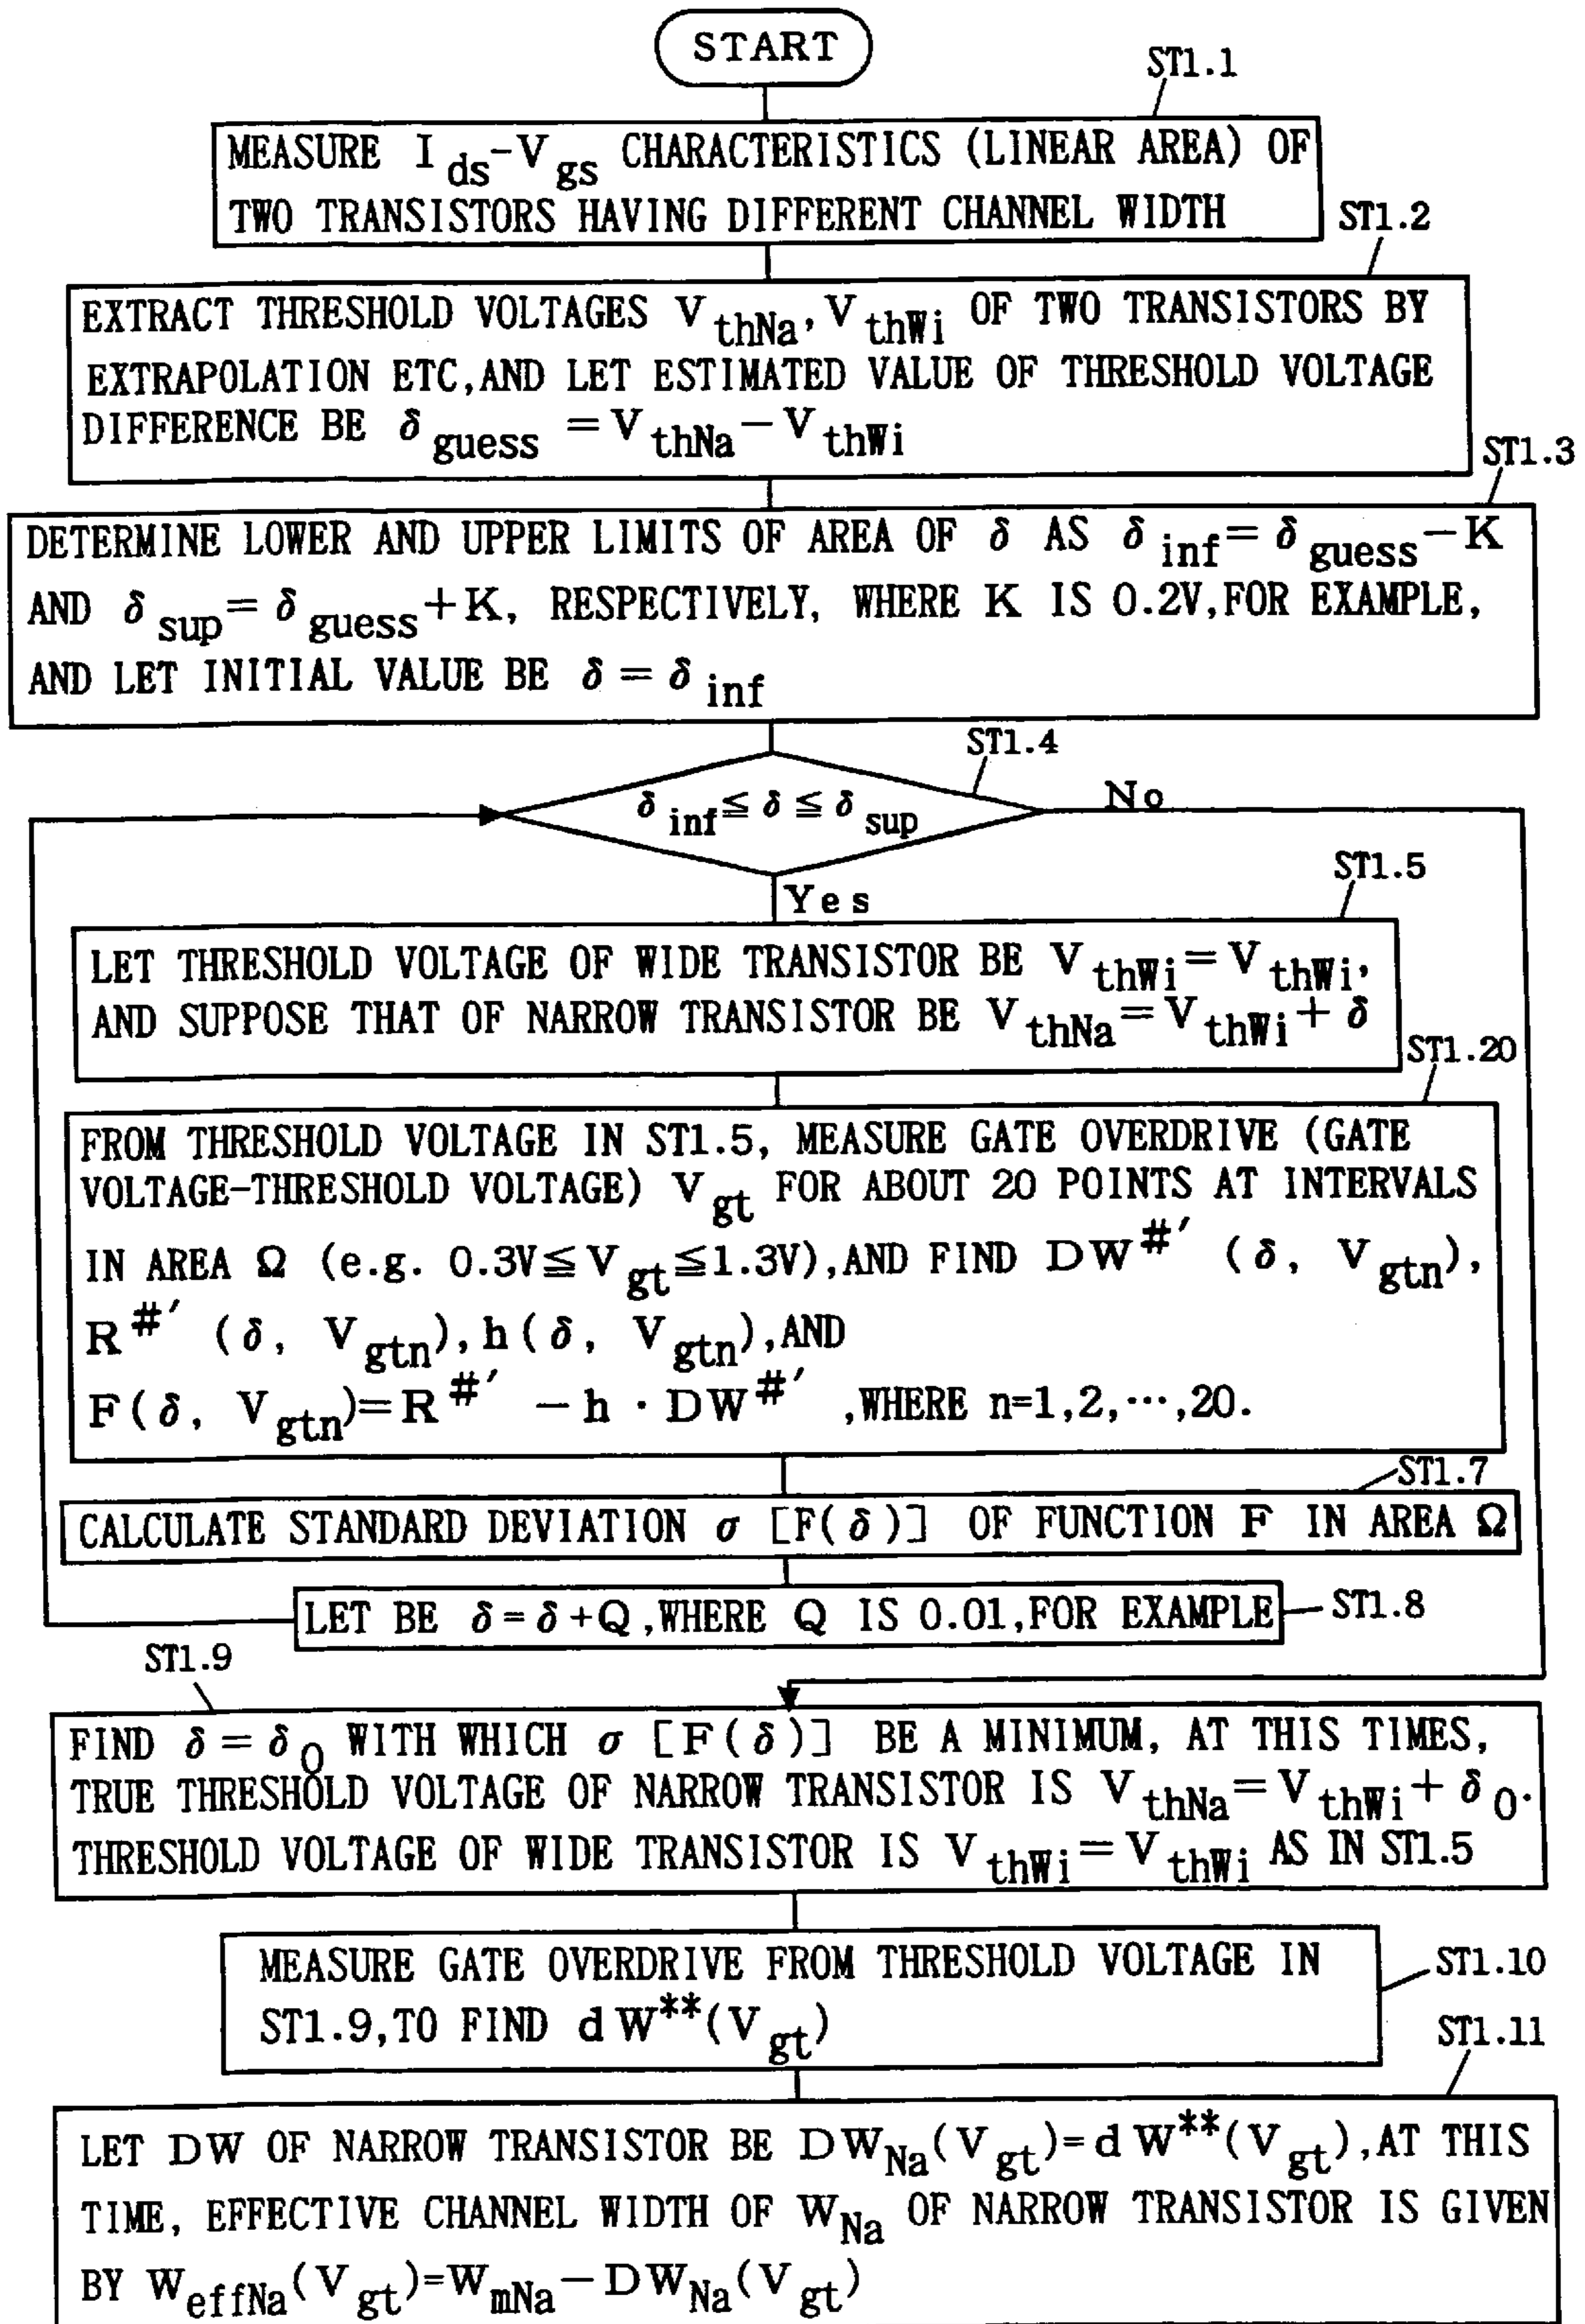 START
ST1.1
MEASURE I ds-V gs CHARACTERISTICS (LINEAR AREA) OF
TWO TRANSISTORS HAVING DIFFERENT CHANNEL WIDTH
ST1.2
EXTRACT THRESHOLD VOLTAGES V thNa, V thWi OF TWO TRANSISTORS BY
EXTRAPOLATION ETC,AND LET ESTIMATED VALUE OF THRESHOLD VOLTAGE
DIFFERENCE BE δ guess = V thNa - V thWi
ST1.3
DETERMINE LOWER AND UPPER LIMITS OF AREA OF δ AS δ inf = δ guess - K
AND δ sup = δ guess + K, RESPECTIVELY, WHERE K IS 0.2V,FOR EXAMPLE,
AND LET INITIAL VALUE BE δ = δ inf
ST1.4
δ inf ≦ δ ≦ δ sup
No
Yes
ST1.5
LET THRESHOLD VOLTAGE OF WIDE TRANSISTOR BE V thWi = V thWi,
AND SUPPOSE THAT OF NARROW TRANSISTOR BE V thNa = V thWi + δ
ST1.20
FROM THRESHOLD VOLTAGE IN ST1.5, MEASURE GATE OVERDRIVE (GATE
VOLTAGE-THRESHOLD VOLTAGE) V gt FOR ABOUT 20 POINTS AT INTERVALS
IN AREA Ω (e.g. 0.3V ≦ V gt ≦ 1.3V),AND FIND DW #′ (δ, V gtn),
R #′ (δ, V gtn), h(δ, V gtn),AND
F(δ, V gtn)=R #′ - h · DW #′ ,WHERE n=1,2,⋯,20.
ST1.7
CALCULATE STANDARD DEVIATION σ [F(δ)] OF FUNCTION F IN AREA Ω
LET BE δ = δ +Q ,WHERE Q IS 0.01,FOR EXAMPLE
ST1.8
ST1.9
FIND δ = δ 0 WITH WHICH σ [F(δ)] BE A MINIMUM, AT THIS TIMES,
TRUE THRESHOLD VOLTAGE OF NARROW TRANSISTOR IS V thNa = V thWi + δ 0.
THRESHOLD VOLTAGE OF WIDE TRANSISTOR IS V thWi = V thWi AS IN ST1.5
MEASURE GATE OVERDRIVE FROM THRESHOLD VOLTAGE IN
ST1.10
ST1.9,TO FIND dW**(V gt)
ST1.11
LET DW OF NARROW TRANSISTOR BE DW Na(V gt)=dW**(V gt),AT THIS
TIME, EFFECTIVE CHANNEL WIDTH OF W Na OF NARROW TRANSISTOR IS GIVEN
BY W effNa(V gt)=W mNa - DW Na(V gt)